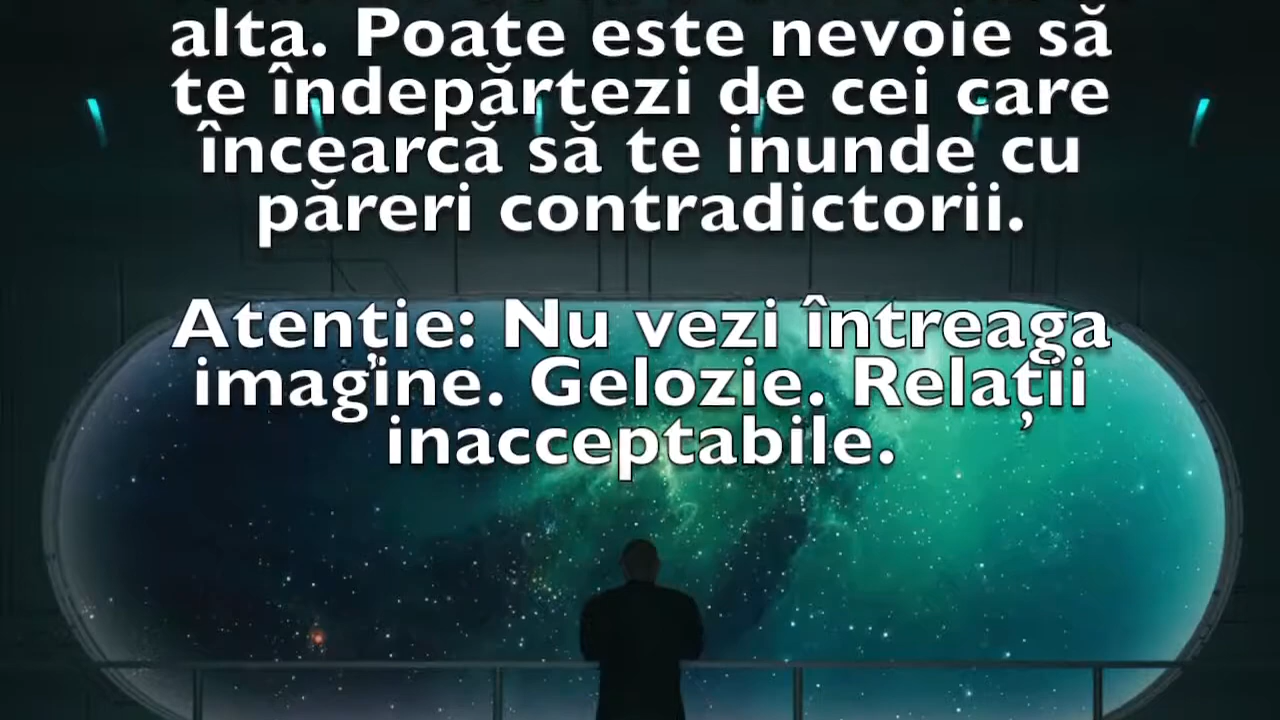 alta. Poate este nevoie să
te îndepărtezi de cei care
încearcă să te inunde cu
păreri contradictorii.
Atenție: Nu vezi întreaga
imagine. Gelozie. Relații
inacceptabile.